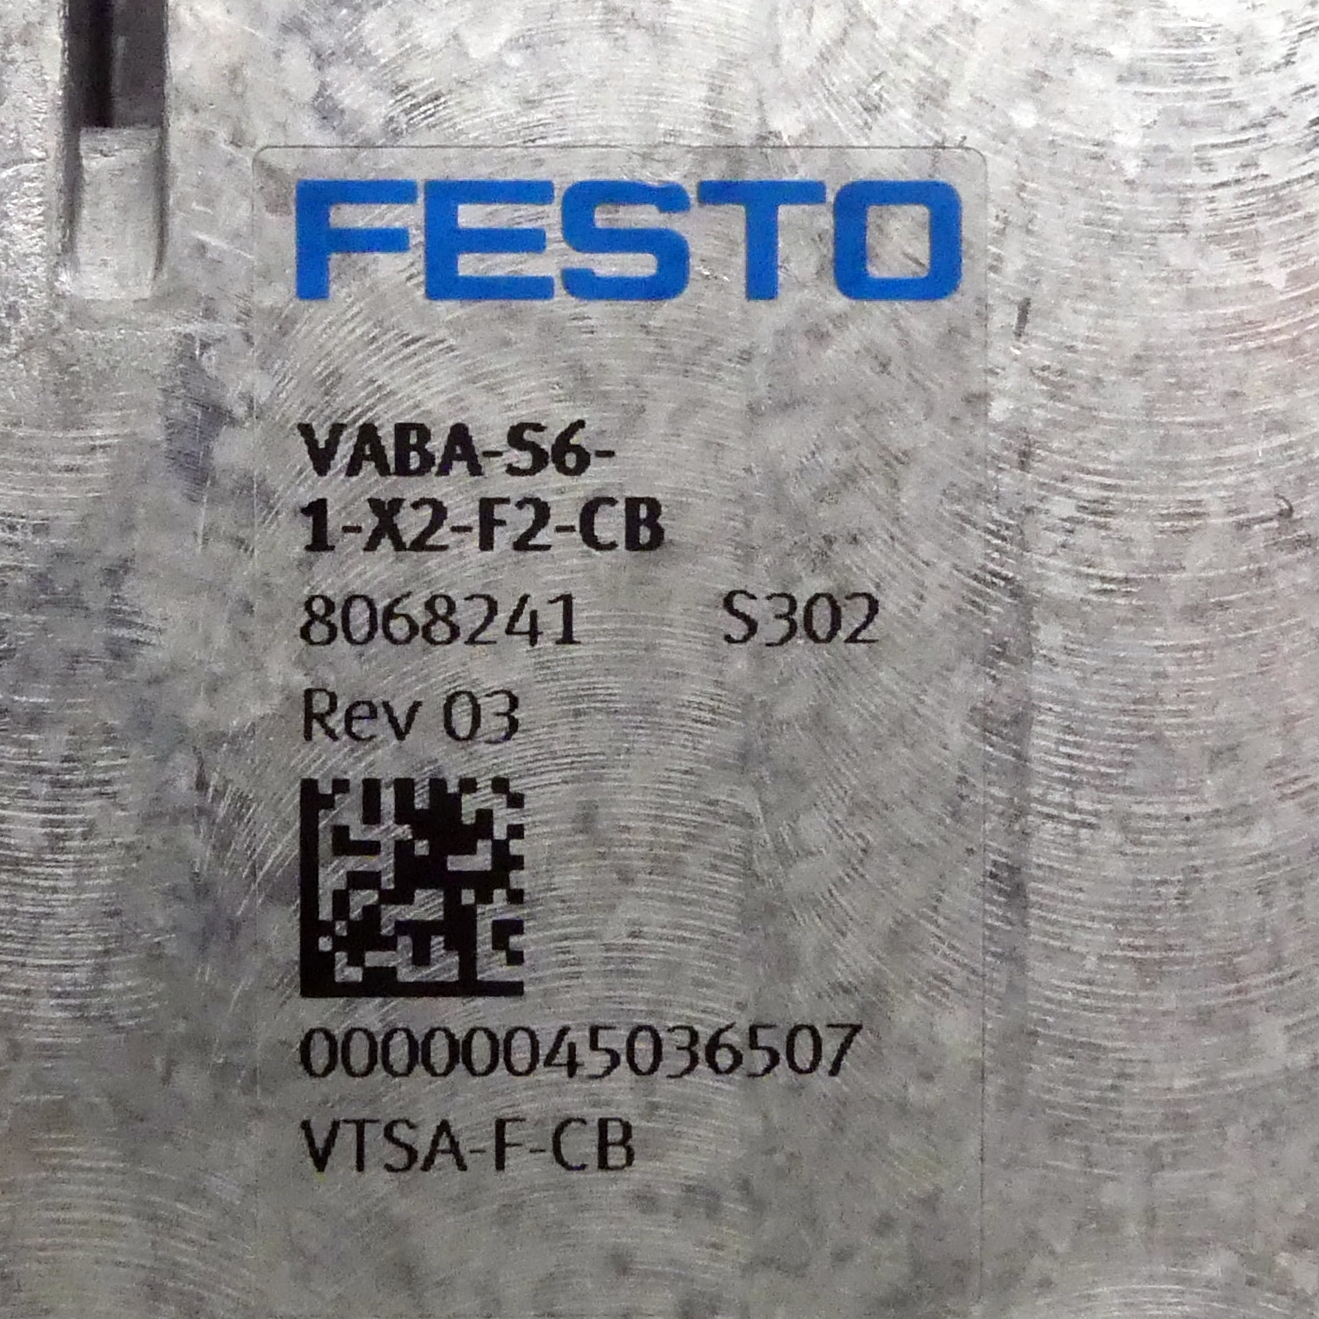 FESTO
VABA-S6-
1-X2-F2-CB
8068241 S302
Rev 03
00000045036507
VTSA-F-CB